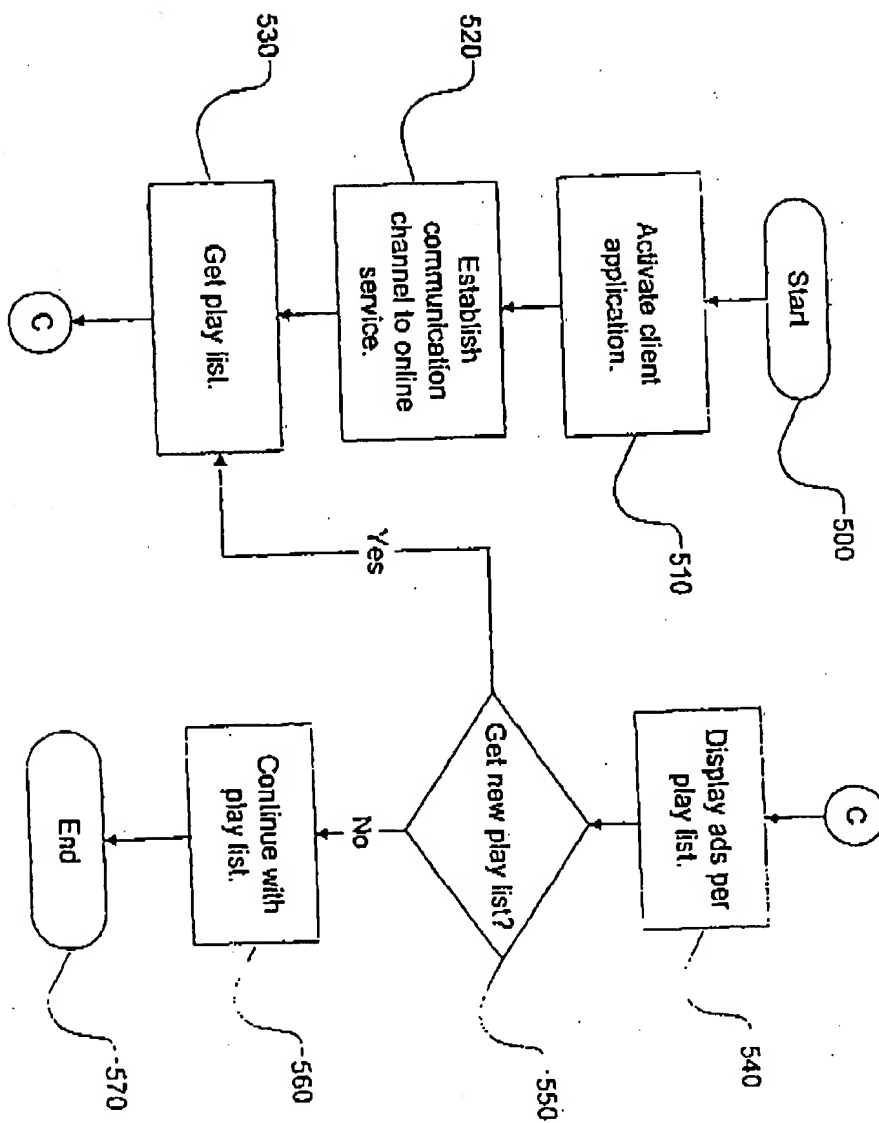 Start
500
Activate client
application.
510
Establish
communication
channel to online
service.
520
Get play list.
530
C
C
Display ads per
play list.
540
Get new play list?
550
Yes
No
Continue with
play list.
560
End
570